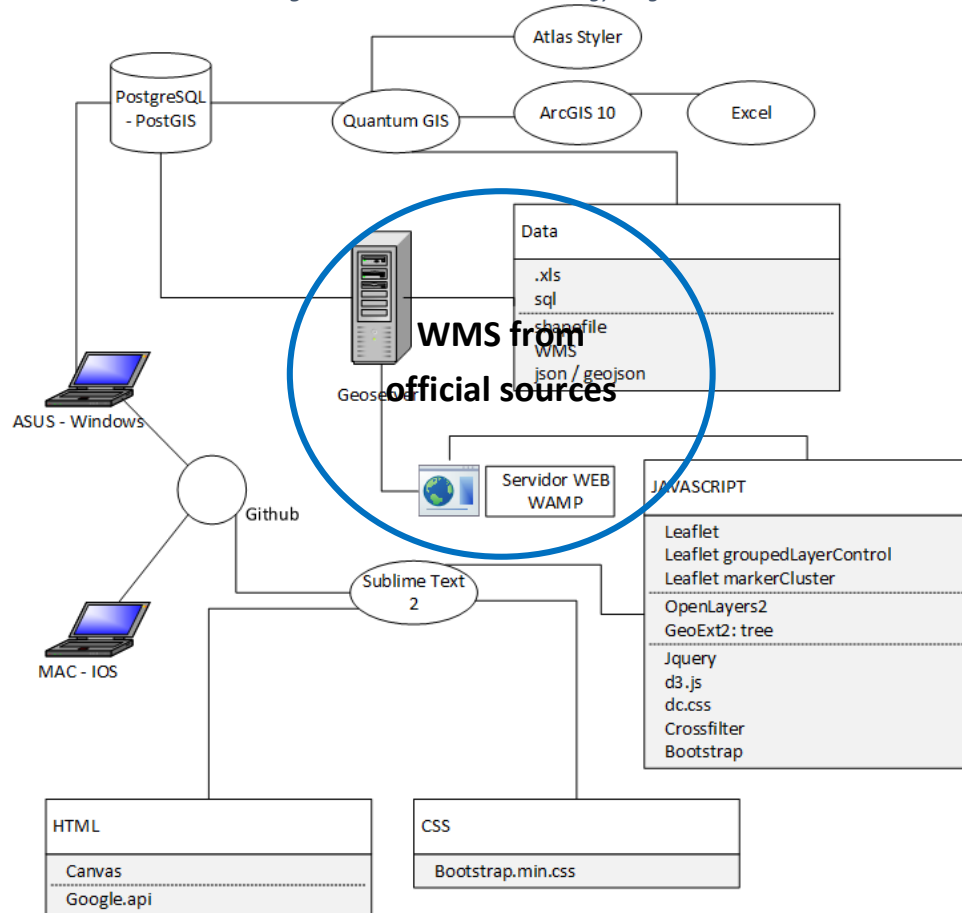 Atlas Styler
PostgreSQL
- PostGIS
Quantum GIS
ArcGIS 10
Excel
Data
.xls
sql
shapefile
WMS
json / geojson
WMS from
official sources
Geoserver
ASUS - Windows
Servidor WEB
WAMP
Github
Sublime Text
2
MAC - IOS
JAVASCRIPT
Leaflet
Leaflet groupedLayerControl
Leaflet markerCluster
OpenLayers2
GeoExt2: tree
Jquery
d3.js
dc.css
Crossfilter
Bootstrap
HTML
Canvas
Google.api
CSS
Bootstrap.min.css